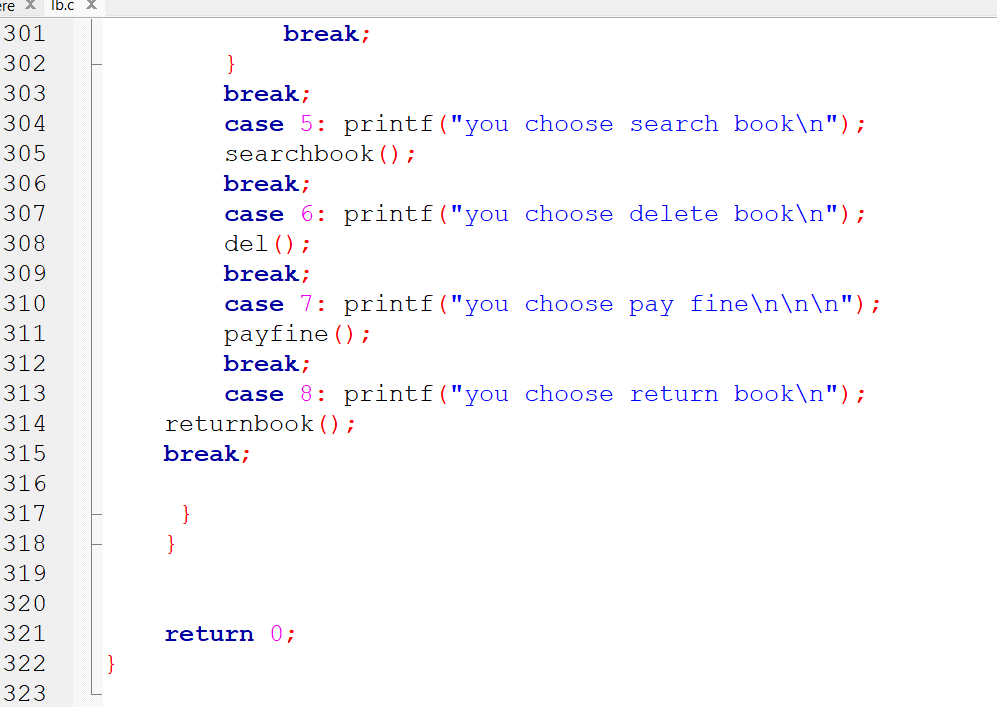 ere X lb.c X
301 break;
302 }
303 break;
304 case 5: printf("you choose search book\n");
305 searchbook();
306 break;
307 case 6: printf("you choose delete book\n");
308 del();
309 break;
310 case 7: printf("you choose pay fine\n\n\n");
311 payfine();
312 break;
313 case 8: printf("you choose return book\n");
314 returnbook();
315 break;
316
317 }
318 }
319
320
321 return 0;
322 }
323